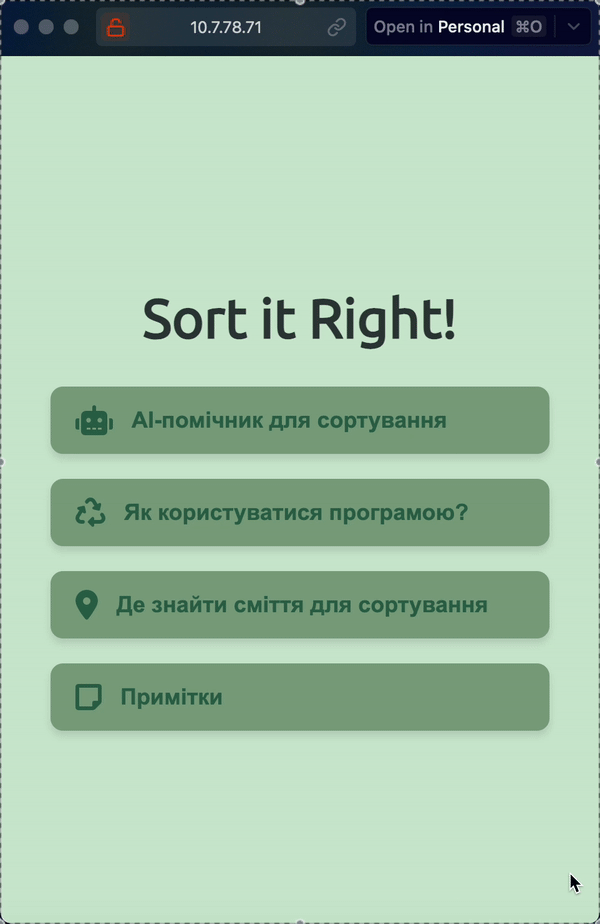 10.7.78.71
Open in Personal ⌘O
Sort it Right!
AI-помічник для сортування
Як користуватися програмою?
Де знайти сміття для сортування
Примітки